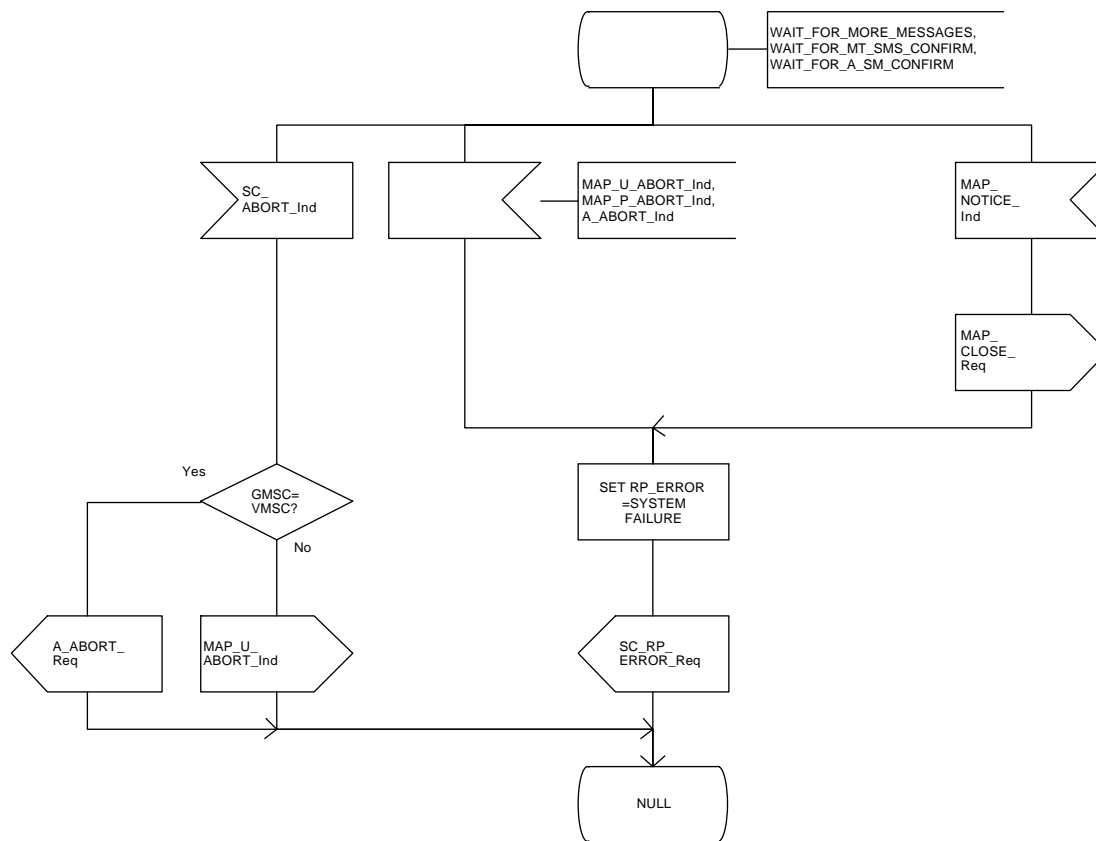 WAIT_FOR_MORE_MESSAGES,
WAIT_FOR_MT_SMS_CONFIRM,
WAIT_FOR_A_SM_CONFIRM
SC_
ABORT_Ind
MAP_U_ABORT_Ind,
MAP_P_ABORT_Ind,
A_ABORT_Ind
MAP_
NOTICE_
Ind
MAP_
CLOSE_
Req
Yes
GMSC=
VMSC?
No
SET RP_ERROR
=SYSTEM
FAILURE
A_ABORT_
Req
MAP_U_
ABORT_Ind
SC_RP_
ERROR_Req
NULL